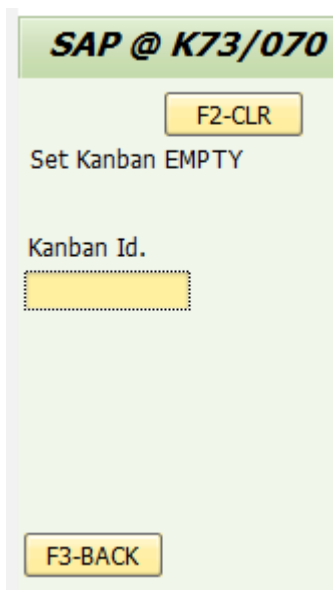 SAP @ K73/070
F2-CLR
Set Kanban EMPTY
Kanban Id.
F3-BACK